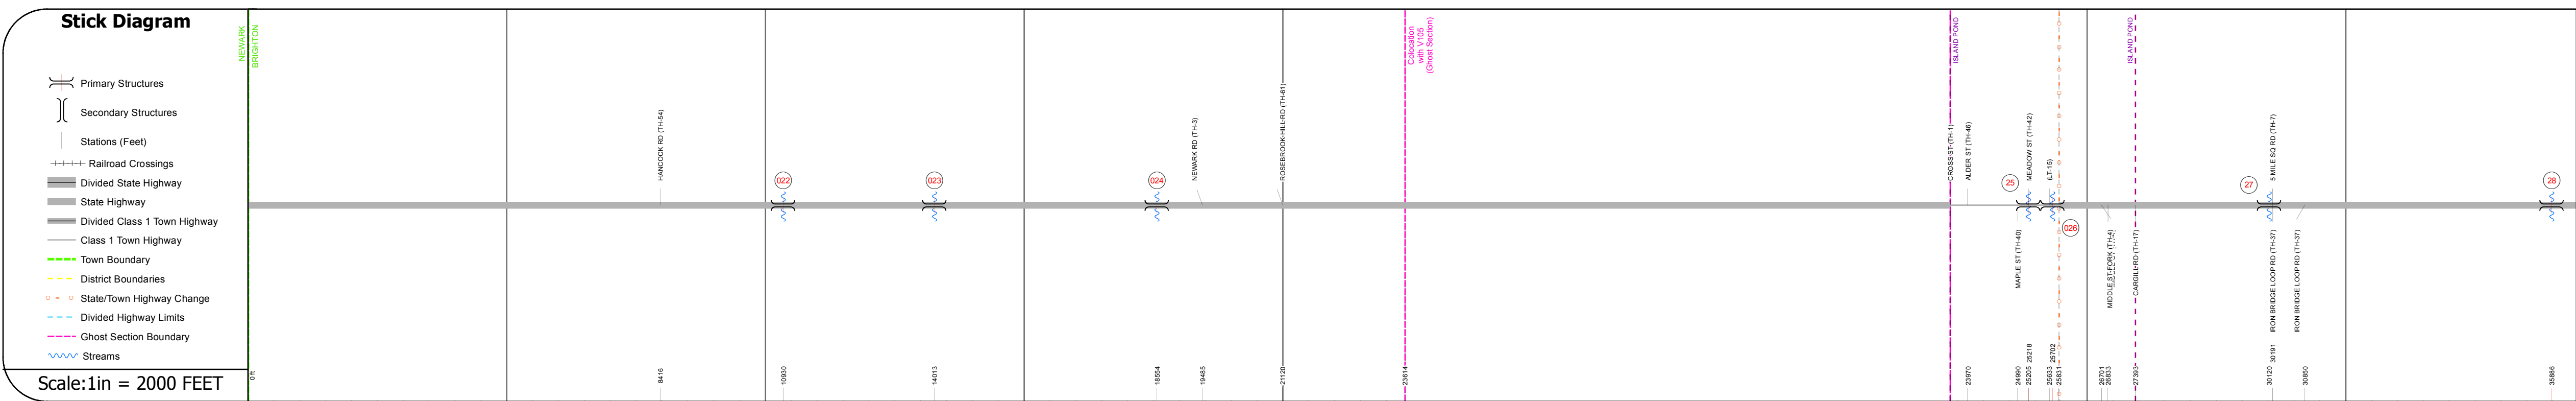 Stick Diagram
Primary Structures
Secondary Structures
Stations (Feet)
Railroad Crossings
Divided State Highway
State Highway
Divided Class 1 Town Highway
Class 1 Town Highway
Town Boundary
District Boundaries
State/Town Highway Change
Divided Highway Limits
Ghost Section Boundary
Streams
Scale:1in = 2000 FEET
NEWARK
BRIGHTON
Colocation
with V105
(Ghost Section)
ISLAND POND
ISLAND POND
HANCOCK RD (TH-54)
NEWARK RD (TH-3)
ROSEBROOK HILL RD (TH-61)
CROSS ST (TH-1)
ALDER ST (TH-46)
MEADOW ST (TH-42)
(LT-15)
5 MILE SQ RD (TH-7)
022
023
024
25
026
27
28
MAPLE ST (TH-40)
MIDDLE ST FORK (TH-4)
CARGILL RD (TH-17)
IRON BRIDGE LOOP RD (TH-37)
IRON BRIDGE LOOP RD (TH-37)
0 ft
8416
10930
14013
18554
19485
21120
23614
23970
24990
25205
25218
25633
25702
25831
26701
26833
27393
30120
30191
30850
35886